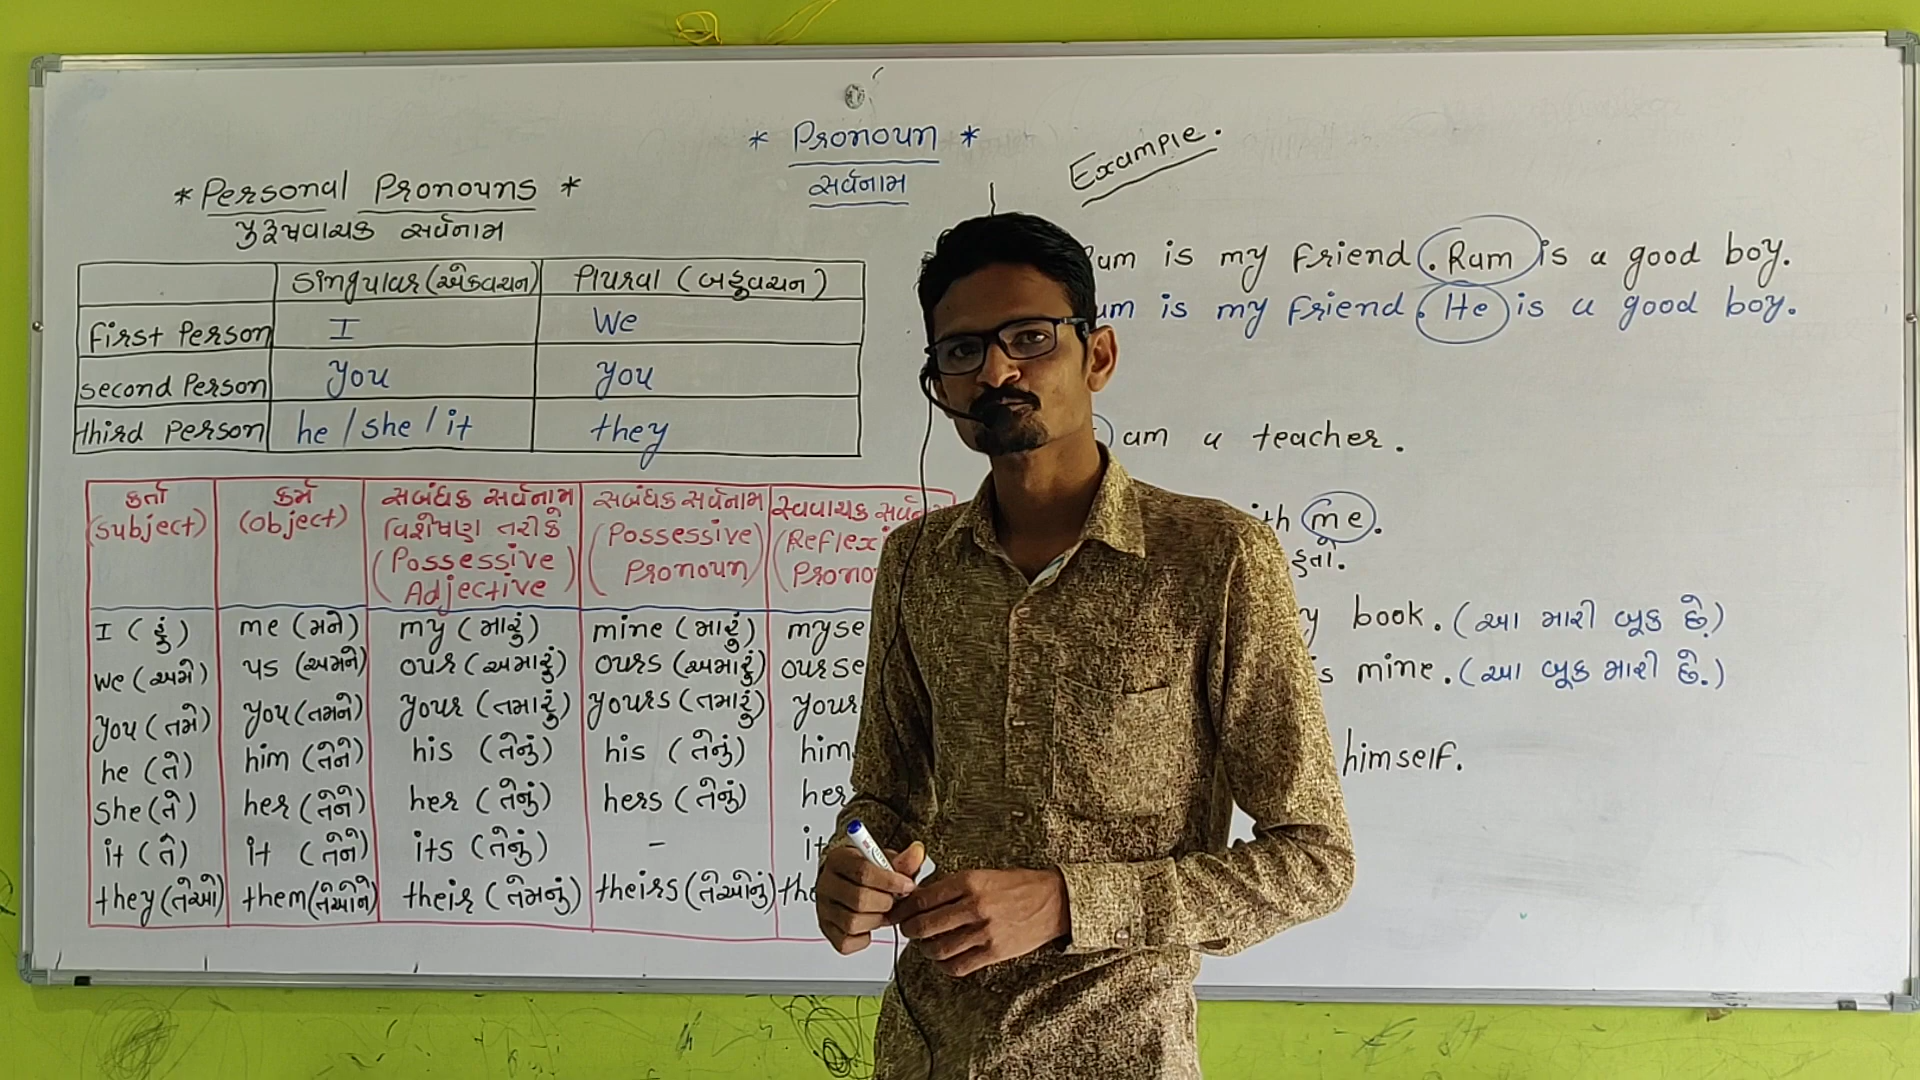 * Pronoun *
સર્વનામ
* Personal Pronouns *
પુરૂષવાચક સર્વનામ
Singular (એકવચન) Plural (બહુવચન)
First Person I We
Second Person You You
third Person he / she / it they
કર્તા (Subject)
કર્મ (Object)
સબંધક સર્વનામ વિશેષણ તરીકે (Possessive Adjective)
સબંધક સર્વનામ (Possessive Pronoun)
સ્વવાચક
I (હું) me (મને) my (મારું) mine (મારું)
We (અમે) us (અમને) our (અમારું) ours (અમારું)
you (તમે) you (તમને) your (તમારું) yours (તમારું)
he (તે) him (તેને) his (તેનું) his (તેનું)
She (તે) her (તેને) her (તેનું) hers (તેનું)
it (તે) it (તેને) its (તેનું) -
they (તેઓ) them (તેઓને) their (તેમનું) theirs (તેઓનું)
Example.
is my friend. Ram is a good boy.
is my friend. He is a good boy.
am a teacher.
me.
હતો.
book. (આ મારી બૂક છે.)
mine. (આ બૂક મારી છે.)
himself.